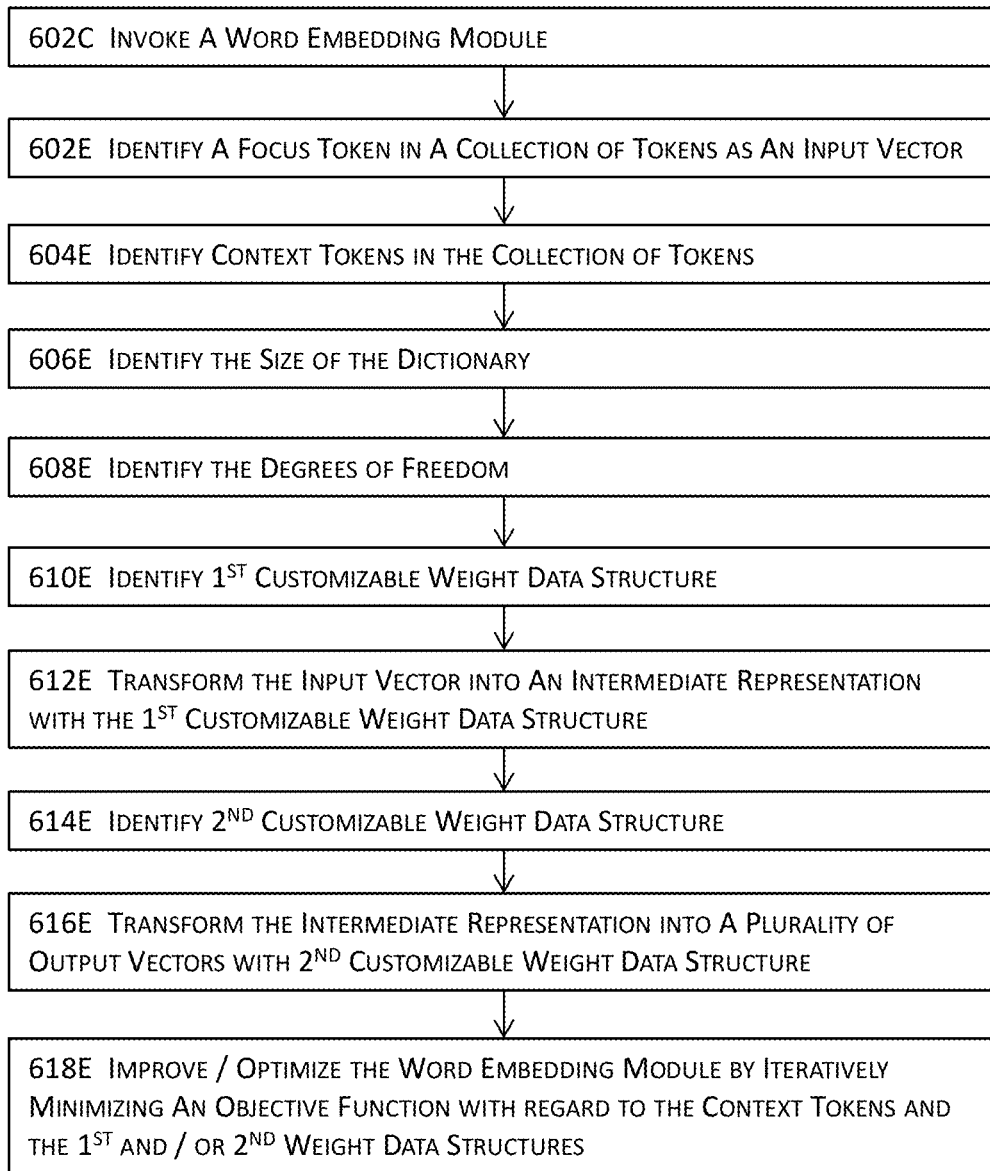 602C INVOKE A WORD EMBEDDING MODULE
602E IDENTIFY A FOCUS TOKEN IN A COLLECTION OF TOKENS AS AN INPUT VECTOR
604E IDENTIFY CONTEXT TOKENS IN THE COLLECTION OF TOKENS
606E IDENTIFY THE SIZE OF THE DICTIONARY
608E IDENTIFY THE DEGREES OF FREEDOM
610E IDENTIFY 1ST CUSTOMIZABLE WEIGHT DATA STRUCTURE
612E TRANSFORM THE INPUT VECTOR INTO AN INTERMEDIATE REPRESENTATION
WITH THE 1ST CUSTOMIZABLE WEIGHT DATA STRUCTURE
614E IDENTIFY 2ND CUSTOMIZABLE WEIGHT DATA STRUCTURE
616E TRANSFORM THE INTERMEDIATE REPRESENTATION INTO A PLURALITY OF
OUTPUT VECTORS WITH 2ND CUSTOMIZABLE WEIGHT DATA STRUCTURE
618E IMPROVE / OPTIMIZE THE WORD EMBEDDING MODULE BY ITERATIVELY
MINIMIZING AN OBJECTIVE FUNCTION WITH REGARD TO THE CONTEXT TOKENS AND
THE 1ST AND / OR 2ND WEIGHT DATA STRUCTURES